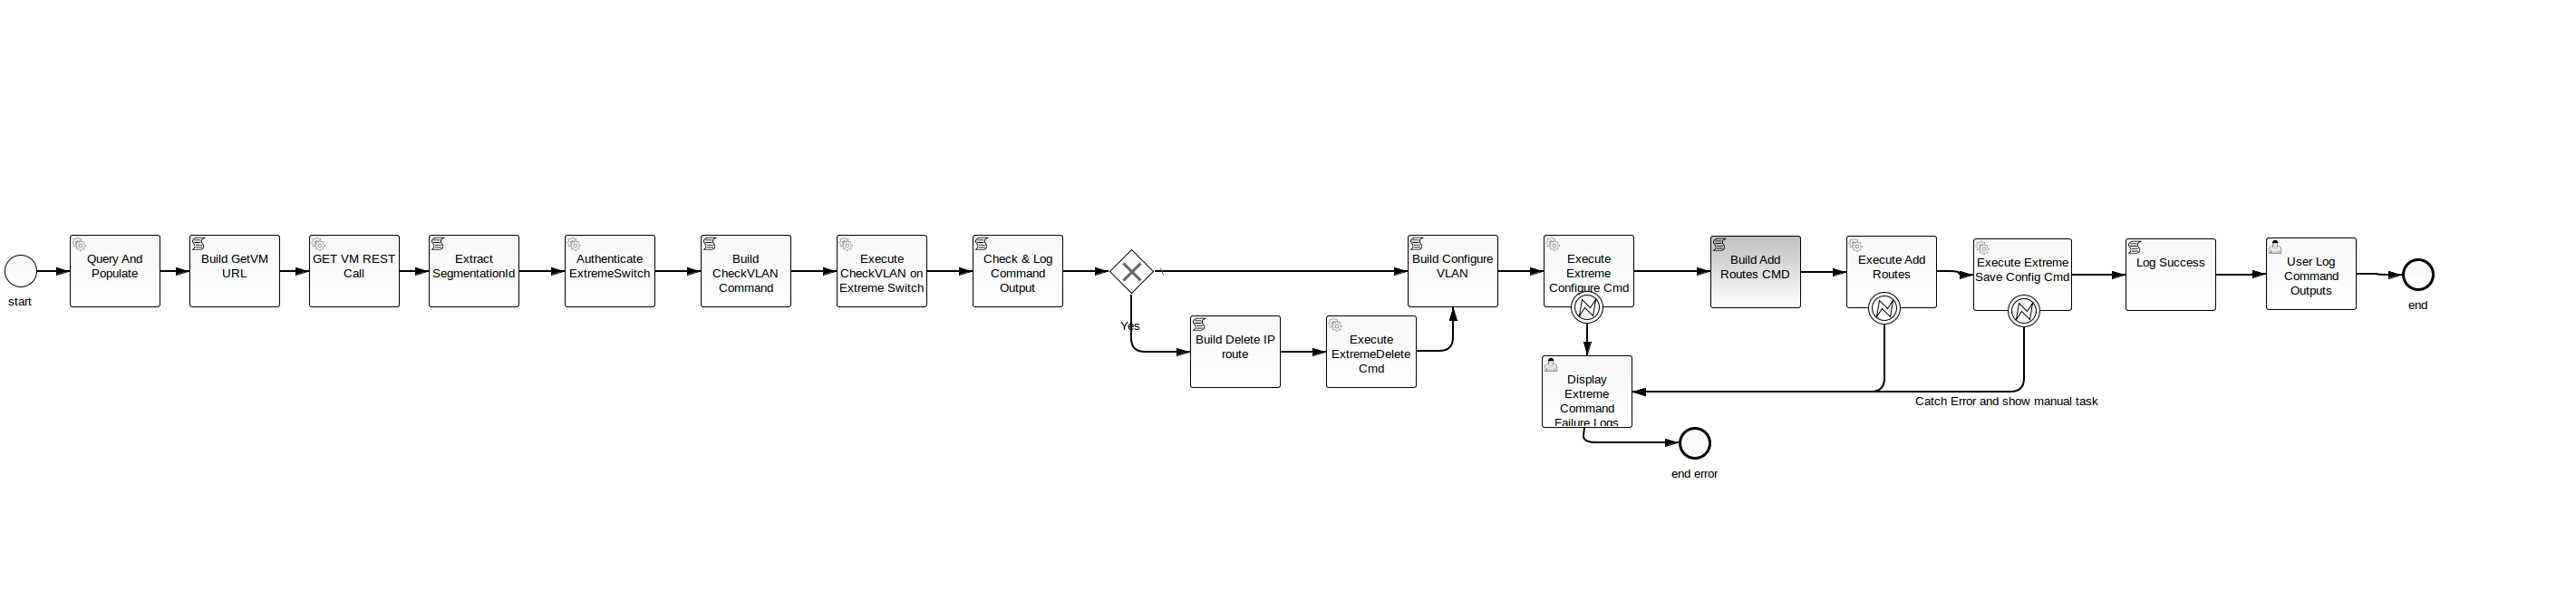 start
Query And
Populate
Build GetVM
URL
GET VM REST
Call
Extract
SegmentationId
Authenticate
ExtremeSwitch
Build
CheckVLAN
Command
Execute
CheckVLAN on
Extreme Switch
Check & Log
Command
Output
Yes
Build Delete IP
route
Execute
ExtremeDelete
Cmd
Build Configure
VLAN
Execute
Extreme
Configure Cmd
Display
Extreme
Command
Failure Logs
end error
Build Add
Routes CMD
Execute Add
Routes
Execute Extreme
Save Config Cmd
Catch Error and show manual task
Log Success
User Log
Command
Outputs
end